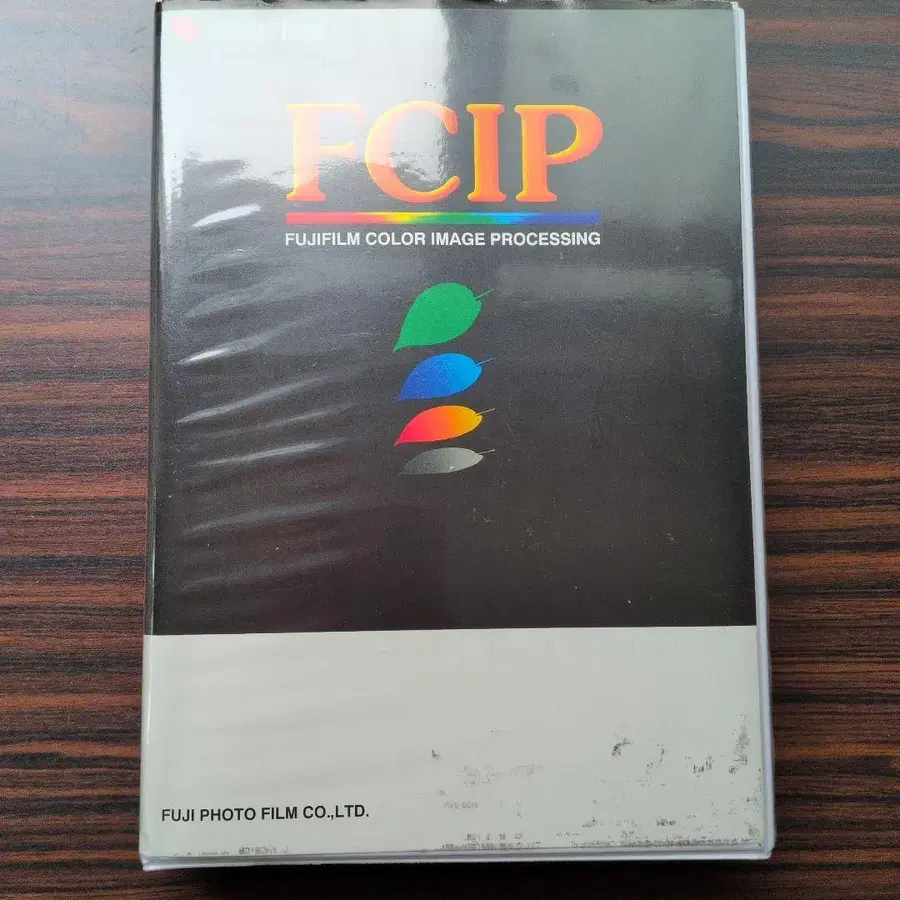 FCIP
FUJIFILM COLOR IMAGE PROCESSING
FUJI PHOTO FILM CO.,LTD.